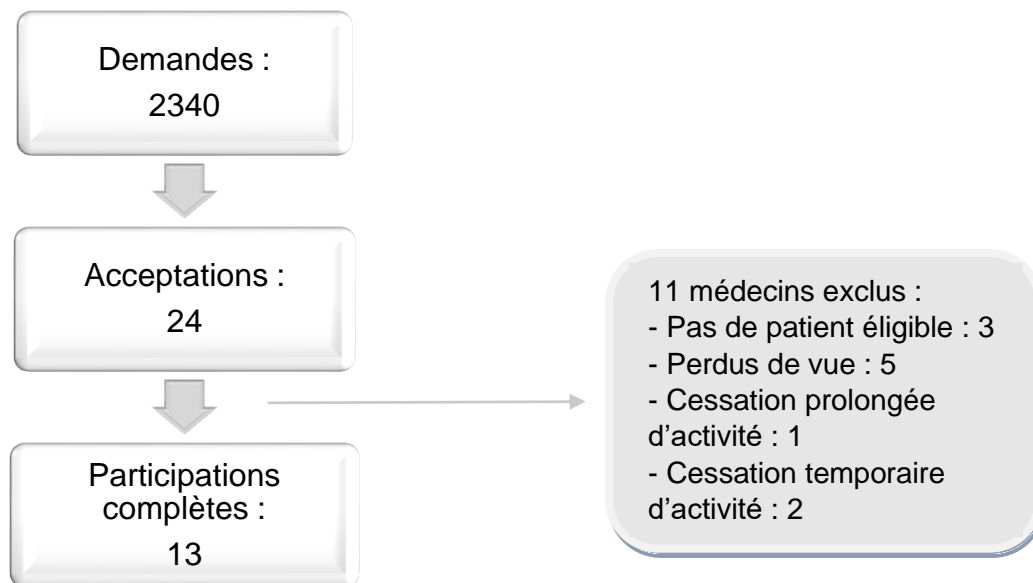 Demandes :
2340
Acceptations :
24
11 médecins exclus :
- Pas de patient éligible : 3
- Perdus de vue : 5
- Cessation prolongée
d’activité : 1
- Cessation temporaire
d’activité : 2
Participations
complètes :
13